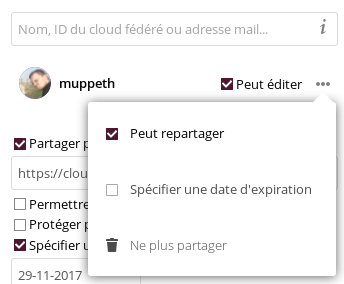 Nom, ID du cloud fédéré ou adresse mail...
muppeth
Peut éditer
Peut repartager
Partager
https://clou
Spécifier une date d'expiration
Permettre
Protéger
Ne plus partager
Spécifier
29-11-2017